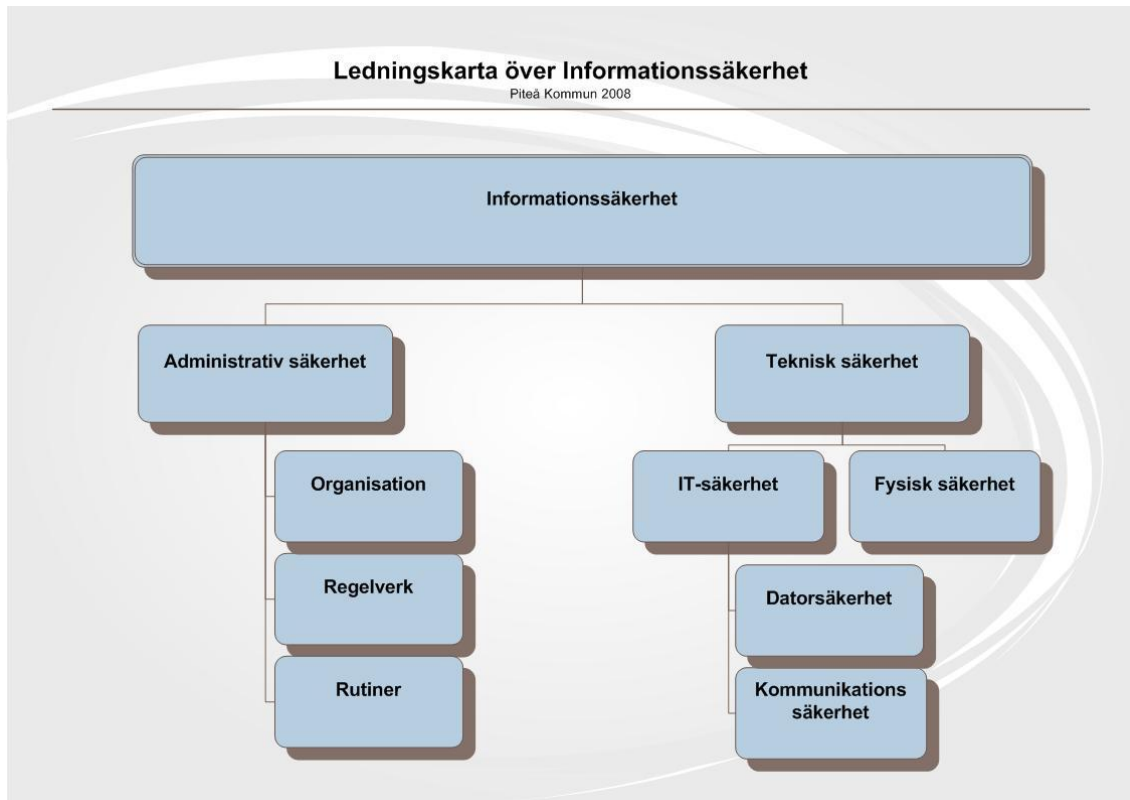 Ledningskarta över Informationssäkerhet
Piteå Kommun 2008
Informationssäkerhet
Administrativ säkerhet
Teknisk säkerhet
Organisation
IT-säkerhet
Fysisk säkerhet
Regelverk
Datorsäkerhet
Rutiner
Kommunikations
säkerhet